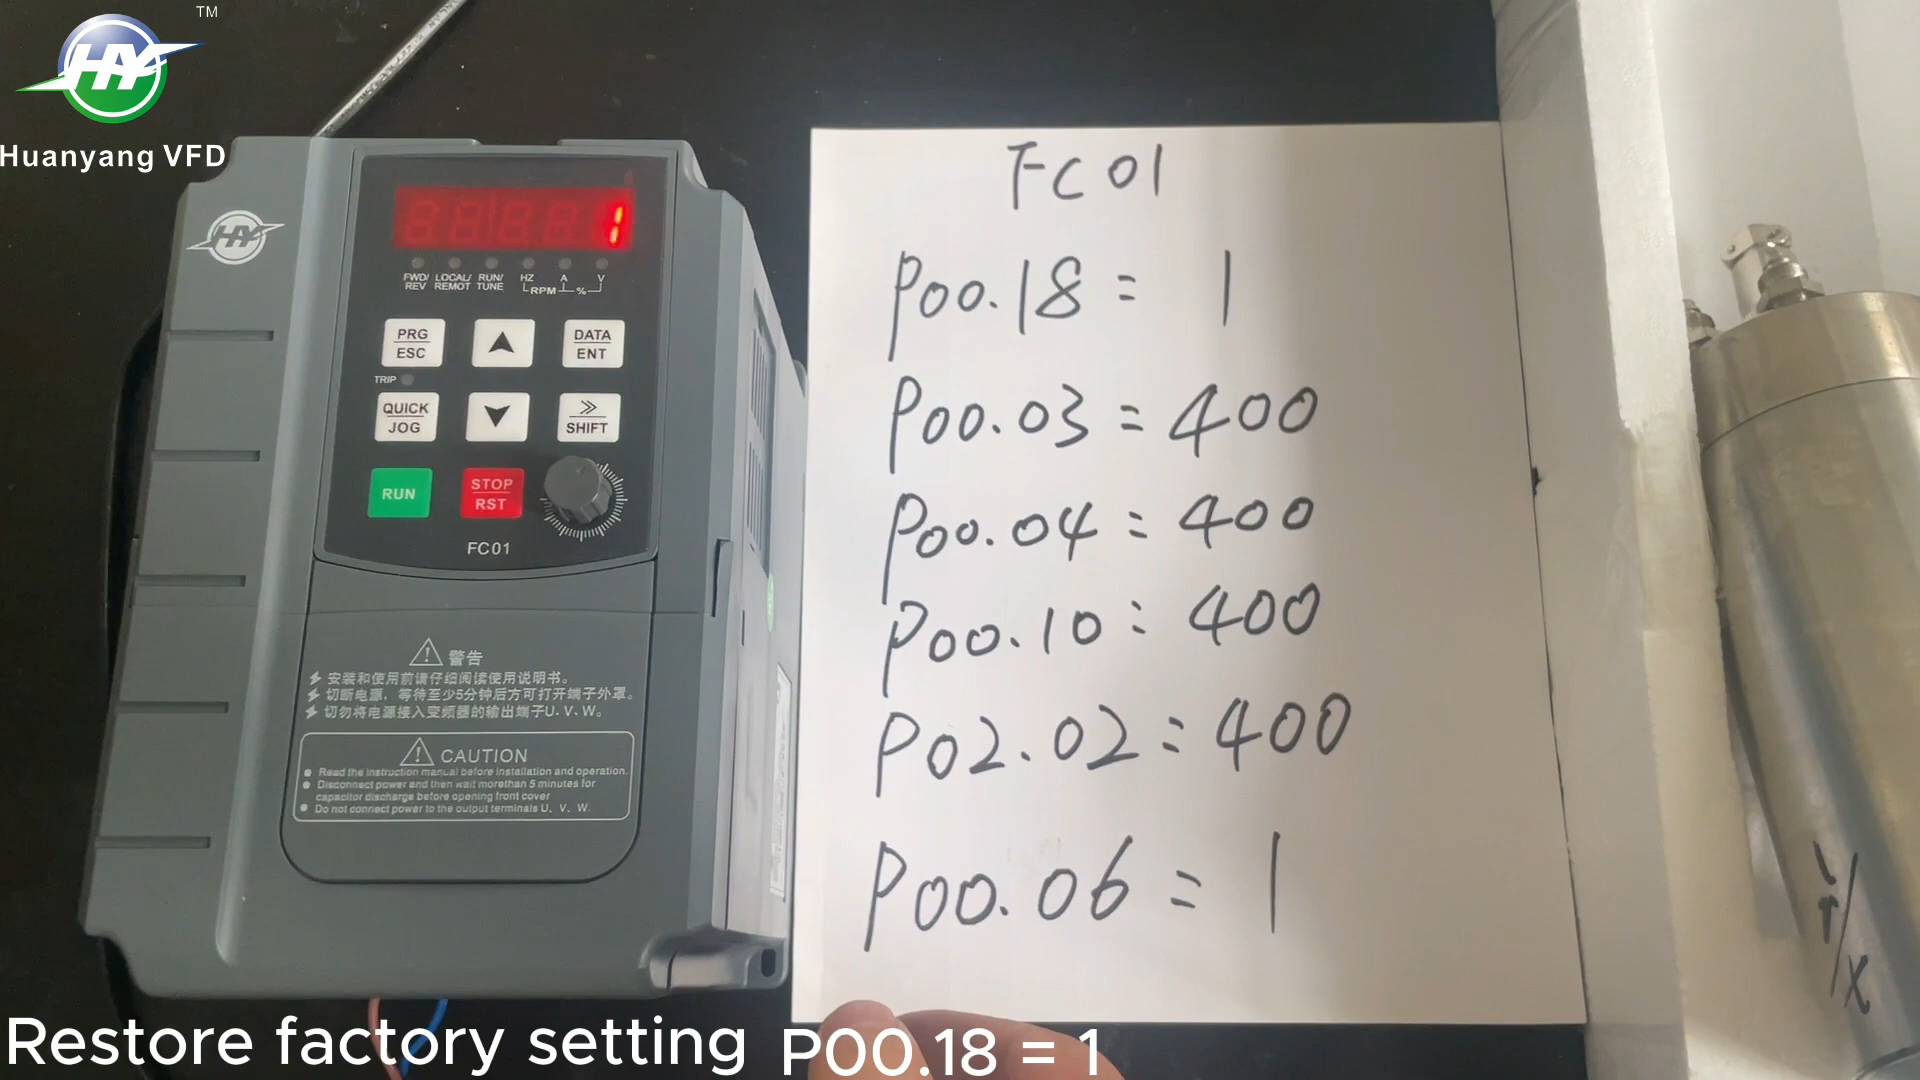 TM
HY
Huanyang VFD
HY
1
FWD/ REV LOCAL/ REMOT RUN/ TUNE HZ A V
RPM %
PRG
ESC
DATA
ENT
TRIP
QUICK
JOG
≫
SHIFT
RUN
STOP
RST
FC01
警告
安装和使用前请仔细阅读使用说明书。
切断电源，等待至少5分钟后方可打开端子外罩。
切勿将电源接入变频器的输出端子U、V、W。
CAUTION
Read the instruction manual before installation and operation.
Disconnect power and then wait morethan 5 minutes for
capacitor discharge before opening front cover
Do not connect power to the output terminals U、V、W.
FC01
P00.18 = 1
P00.03 = 400
P00.04 = 400
P00.10 = 400
P02.02 = 400
P00.06 = 1
Restore factory setting P00.18 = 1